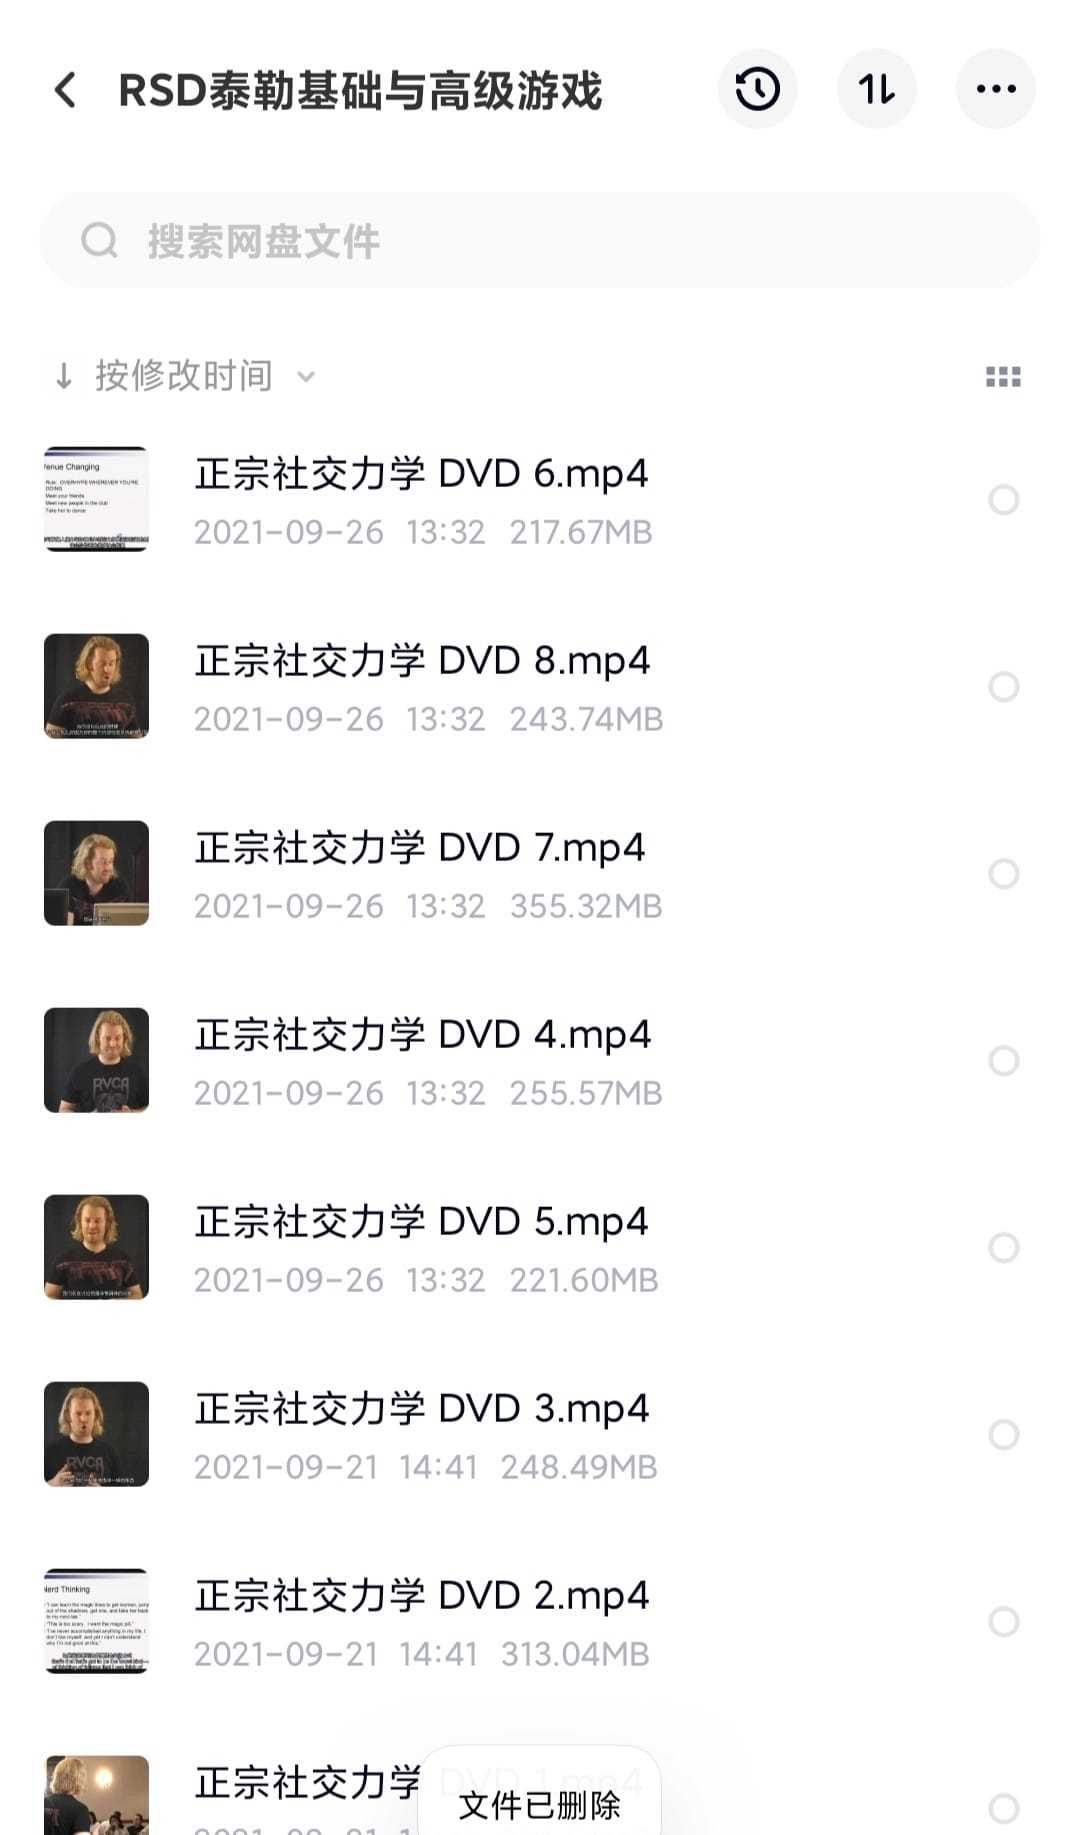 RSD泰勒基础与高级游戏
搜索网盘文件
按修改时间
Venue Changing
正宗社交力学 DVD 6.mp4
2021-09-26 13:32 217.67MB
正宗社交力学 DVD 8.mp4
2021-09-26 13:32 243.74MB
正宗社交力学 DVD 7.mp4
2021-09-26 13:32 355.32MB
正宗社交力学 DVD 4.mp4
2021-09-26 13:32 255.57MB
RVCA
正宗社交力学 DVD 5.mp4
2021-09-26 13:32 221.60MB
正宗社交力学 DVD 3.mp4
2021-09-21 14:41 248.49MB
RVCA
Nerd Thinking
正宗社交力学 DVD 2.mp4
2021-09-21 14:41 313.04MB
正宗社交力学 DVD 1.mp4
文件已删除